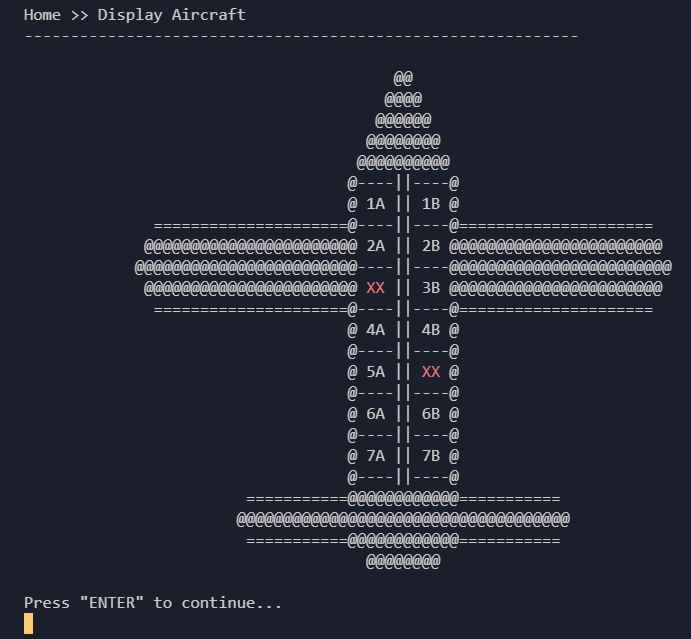 Home >> Display Aircraft
------------------------------------------------------------
@@
@@@@
@@@@@@
@@@@@@@@
@@@@@@@@@@
@----||----@
@ 1A || 1B @
=====================@----||----@=====================
@@@@@@@@@@@@@@@@@@@@@@@ 2A || 2B @@@@@@@@@@@@@@@@@@@@@@@
@@@@@@@@@@@@@@@@@@@@@@@@----||----@@@@@@@@@@@@@@@@@@@@@@@@
@@@@@@@@@@@@@@@@@@@@@@@ XX || 3B @@@@@@@@@@@@@@@@@@@@@@@
=====================@----||----@=====================
@ 4A || 4B @
@----||----@
@ 5A || XX @
@----||----@
@ 6A || 6B @
@----||----@
@ 7A || 7B @
@----||----@
===========@@@@@@@@@@@@===========
@@@@@@@@@@@@@@@@@@@@@@@@@@@@@@@@@@@@
===========@@@@@@@@@@@@===========
@@@@@@@@
Press "ENTER" to continue...